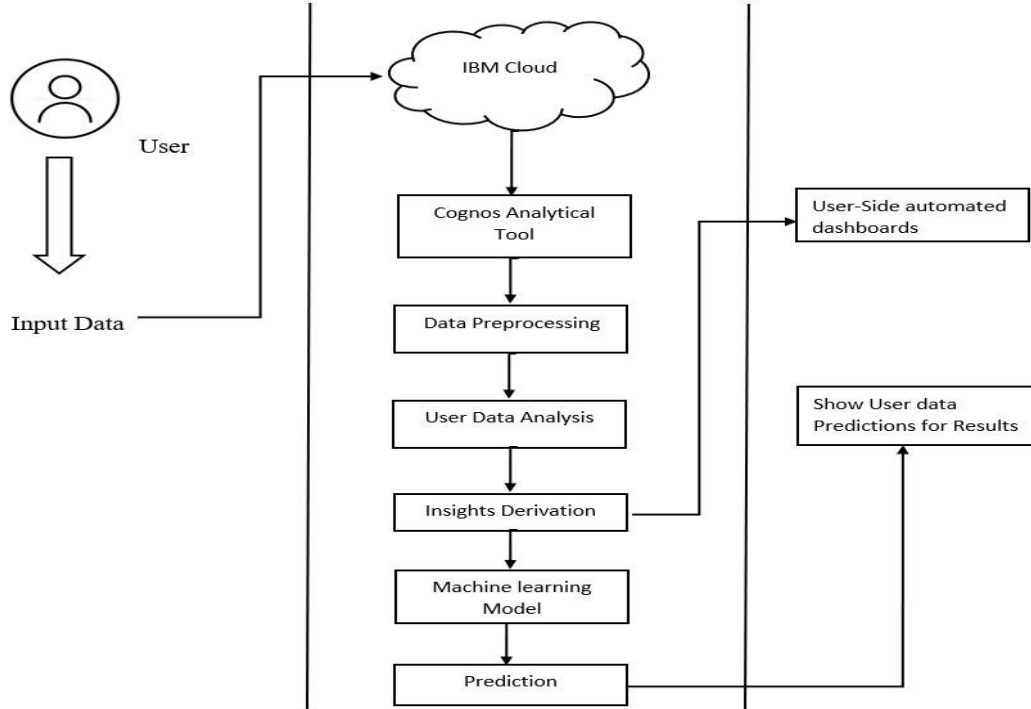 IBM Cloud
User
Input Data
Cognos Analytical
Tool
Data Preprocessing
User Data Analysis
Insights Derivation
Machine learning
Model
Prediction
User-Side automated
dashboards
Show User data
Predictions for Results